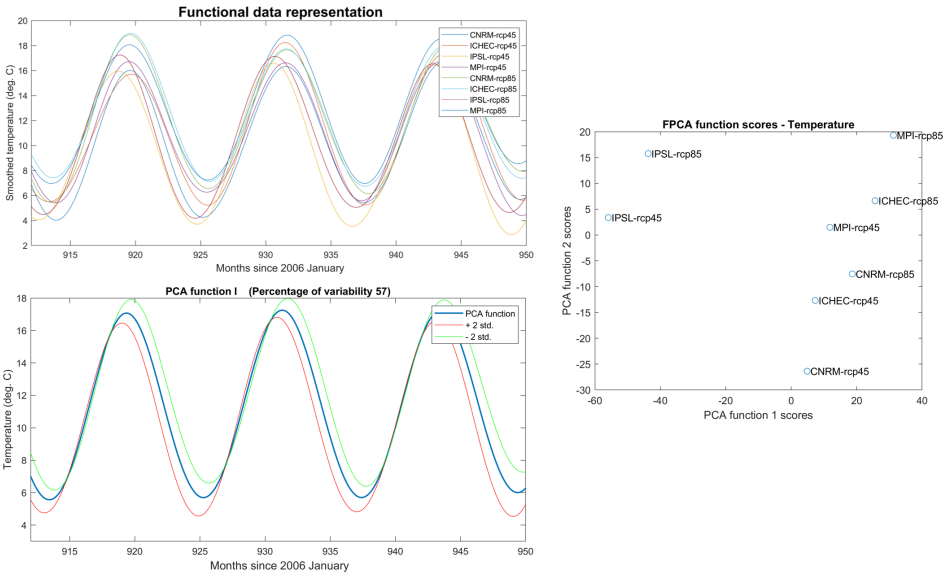 Functional data representation
20
18
16
14
12
10
8
6
4
2
Smoothed temperature (deg. C)
CNRM-rcp45
ICHEC-rcp45
IPSL-rcp45
MPI-rcp45
CNRM-rcp85
ICHEC-rcp85
IPSL-rcp85
MPI-rcp85
915 920 925 930 935 940 945 950
Months since 2006 January
PCA function I (Percentage of variability 57)
18
16
14
12
10
8
6
4
Temperature (deg. C)
PCA function
+ 2 std.
- 2 std.
915 920 925 930 935 940 945 950
Months since 2006 January
FPCA function scores - Temperature
20
15
10
5
0
-5
-10
-15
-20
-25
-30
PCA function 2 scores
MPI-rcp85
IPSL-rcp85
ICHEC-rcp85
IPSL-rcp45
MPI-rcp45
CNRM-rcp85
ICHEC-rcp45
CNRM-rcp45
-60 -40 -20 0 20 40
PCA function 1 scores